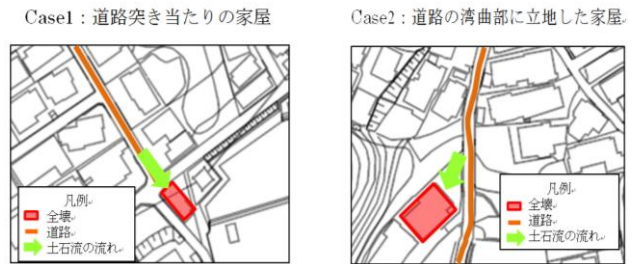 Case1：道路突き当たりの家屋
Case2：道路の湾曲部に立地した家屋
凡例
全壊
道路
土石流の流れ
凡例
全壊
道路
土石流の流れ